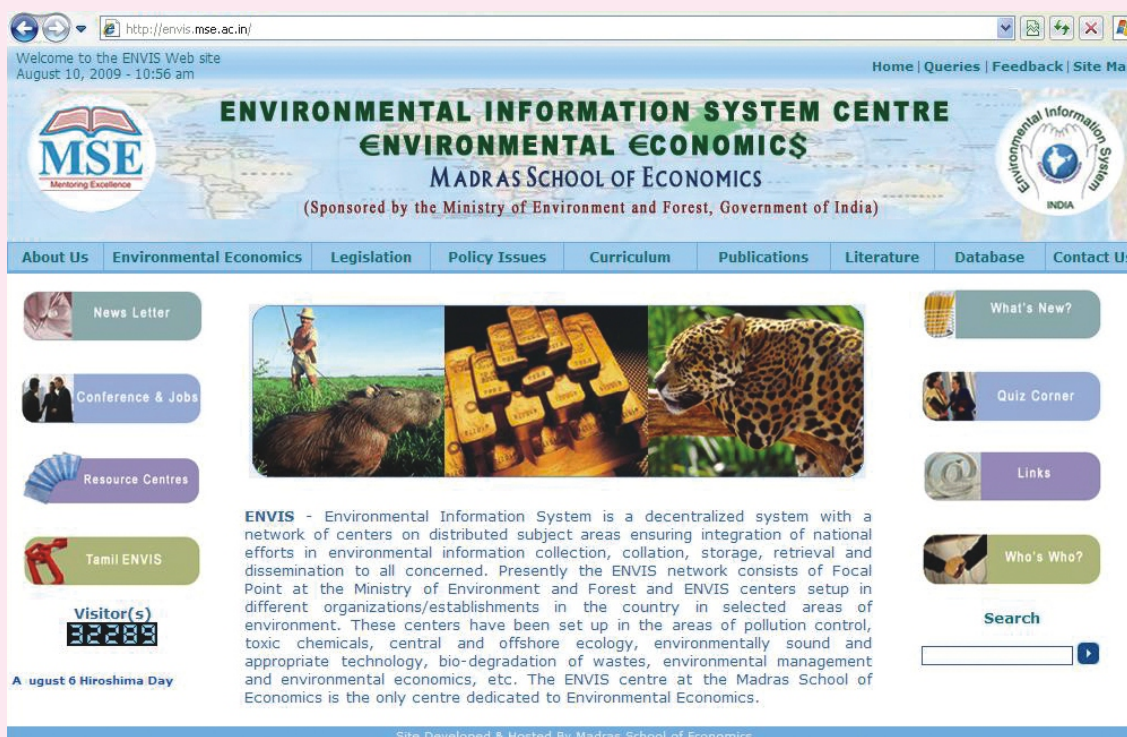 http://envis.mse.ac.in/
Welcome to the ENVIS Web site
August 10, 2009 - 10:56 am
Home | Queries | Feedback | Site Ma
MSE
Mentoring Excellence
ENVIRONMENTAL INFORMATION SYSTEM CENTRE
€NVIRONMENTAL €CONOMIC$
MADRAS SCHOOL OF ECONOMICS
(Sponsored by the Ministry of Environment and Forest, Government of India)
Environmental Information System
INDIA
About Us Environmental Economics Legislation Policy Issues Curriculum Publications Literature Database Contact Us
News Letter
Conference & Jobs
Resource Centres
Tamil ENVIS
Visitor(s)
32289
A ugust 6 Hiroshima Day
ENVIS - Environmental Information System is a decentralized system with a
network of centers on distributed subject areas ensuring integration of national
efforts in environmental information collection, collation, storage, retrieval and
dissemination to all concerned. Presently the ENVIS network consists of Focal
Point at the Ministry of Environment and Forest and ENVIS centers setup in
different organizations/establishments in the country in selected areas of
environment. These centers have been set up in the areas of pollution control,
toxic chemicals, central and offshore ecology, environmentally sound and
appropriate technology, bio-degradation of wastes, environmental management
and environmental economics, etc. The ENVIS centre at the Madras School of
Economics is the only centre dedicated to Environmental Economics.
What's New?
Quiz Corner
Links
Who's Who?
Search
Site Developed & Hosted By Madras School of Economics